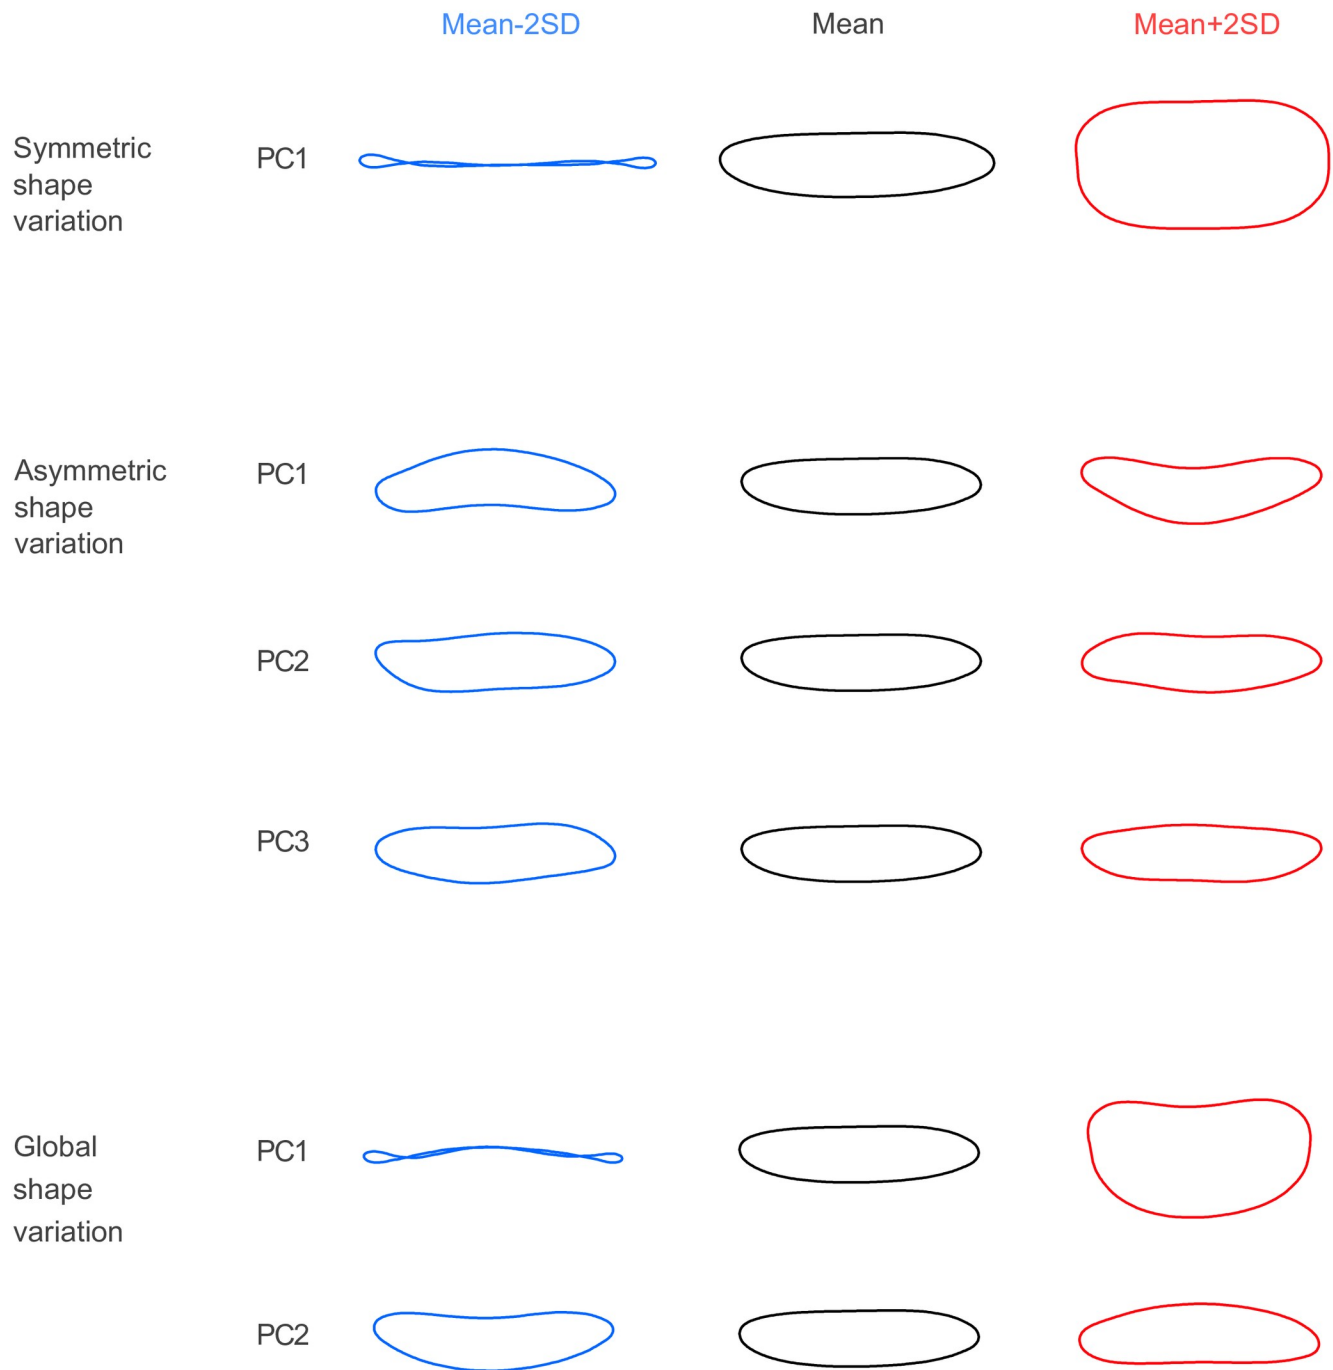 Mean-2SD Mean Mean+2SD
Symmetric
shape
variation
PC1
Asymmetric
shape
variation
PC1
PC2
PC3
Global
shape
variation
PC1
PC2